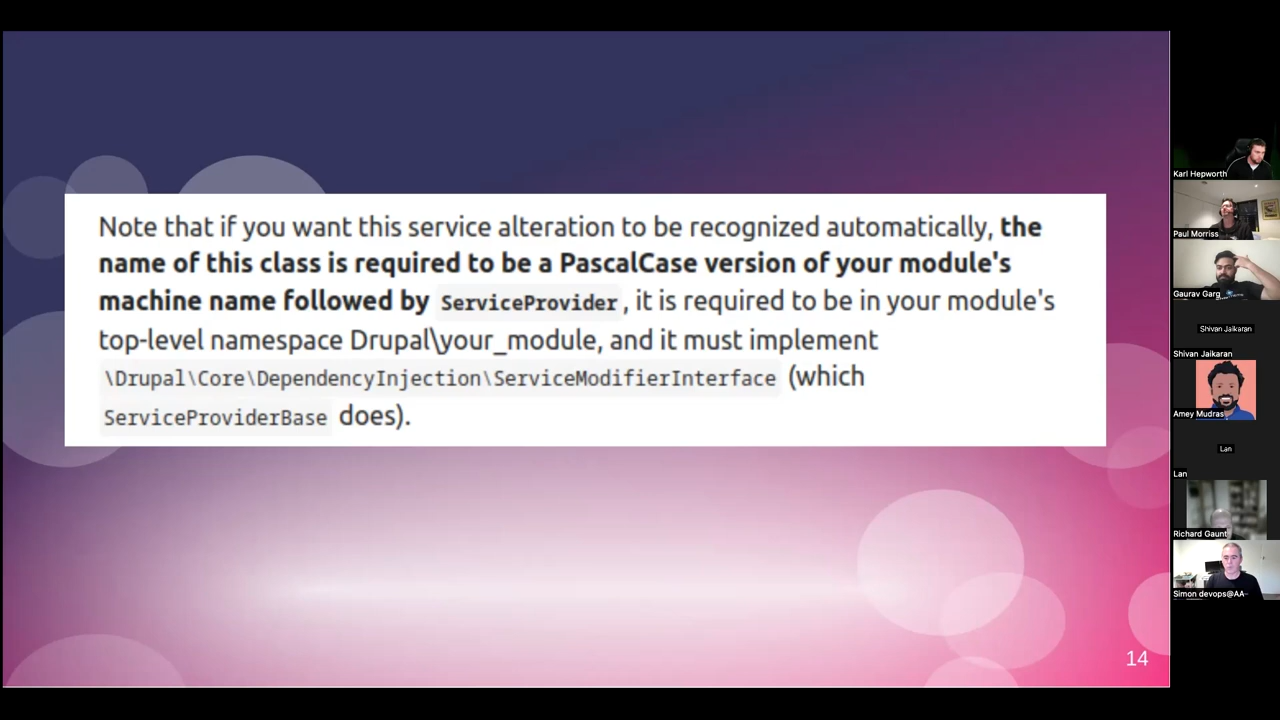 Note that if you want this service alteration to be recognized automatically, the
name of this class is required to be a PascalCase version of your module's
machine name followed by ServiceProvider, it is required to be in your module's
top-level namespace Drupal\your_module, and it must implement
\Drupal\Core\DependencyInjection\ServiceModifierInterface (which
ServiceProviderBase does).
14
Karl Hepworth
Paul Morriss
Gaurav Garg
Shivan Jaikaran
Shivan Jaikaran
Amey Mudras
Lan
Lan
Richard Gaunt
Simon devops@AA-